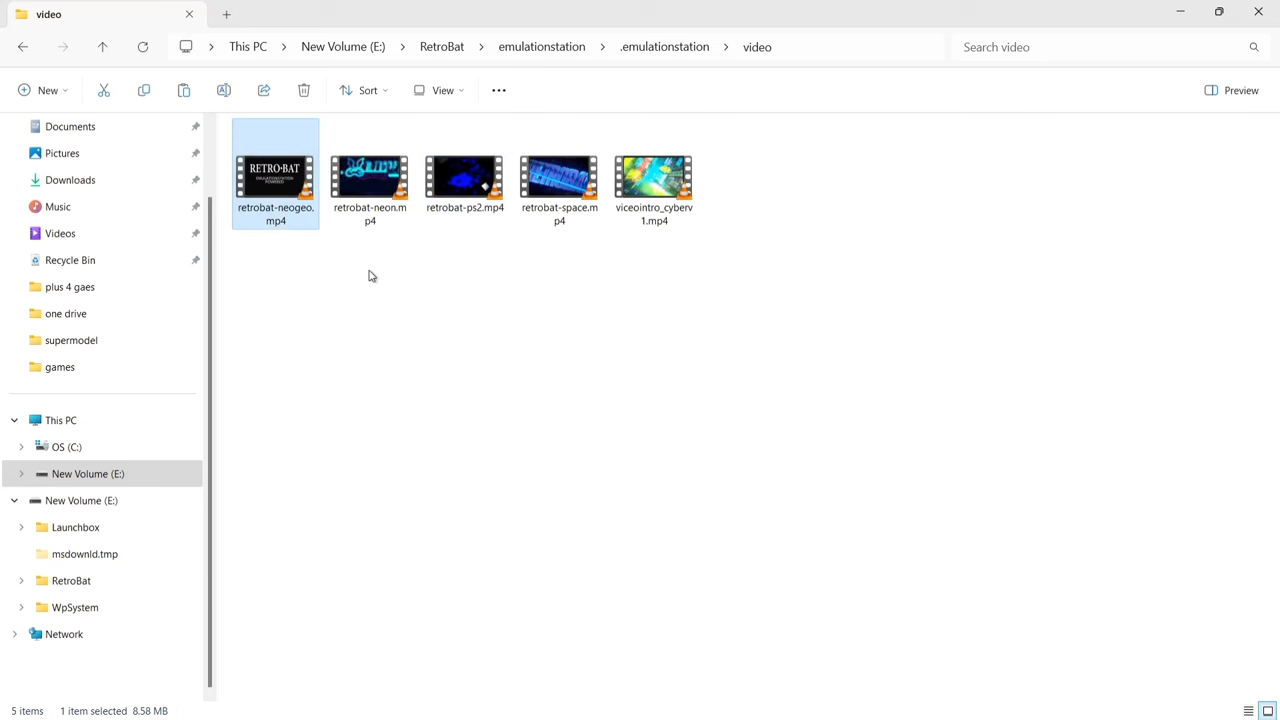 video
This PC
New Volume (E:)
RetroBat
emulationstation
.emulationstation
video
Search video
New
Sort
View
Preview
Documents
Pictures
Downloads
Music
Videos
Recycle Bin
plus 4 gaes
one drive
supermodel
games
This PC
OS (C:)
New Volume (E:)
New Volume (E:)
Launchbox
msdownld.tmp
RetroBat
WpSystem
Network
RETRO·BAT
EMULATIONSTATION
POWERED
retrobat-neogeo.
mp4
retrobat-neon.m
p4
retrobat-ps2.mp4
retrobat-space.m
p4
viceointro_cyberv
1.mp4
5 items
1 item selected 8.58 MB